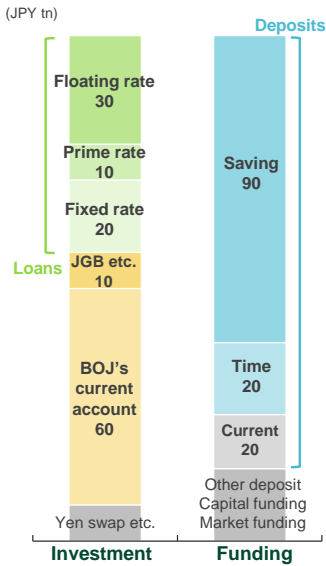 (JPY tn)
Deposits
Floating rate
30
Prime rate
10
Fixed rate
20
Loans
JGB etc.
10
BOJ's
current
account
60
Yen swap etc.
Investment
Saving
90
Time
20
Current
20
Other deposit
Capital funding
Market funding
Funding